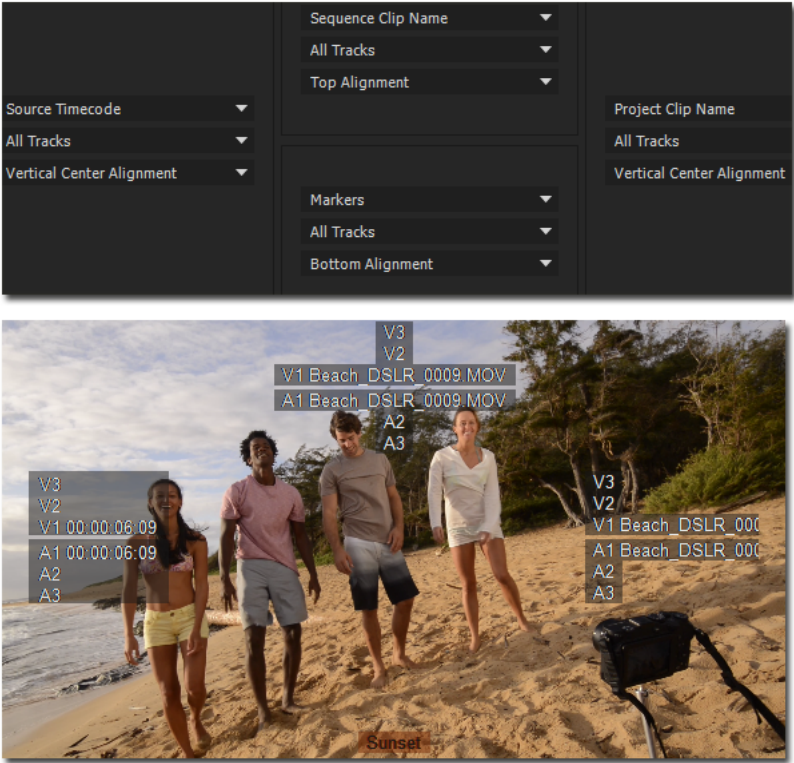 Sequence Clip Name
All Tracks
Top Alignment
Source Timecode
All Tracks
Vertical Center Alignment
Project Clip Name
All Tracks
Vertical Center Alignment
Markers
All Tracks
Bottom Alignment
V3
V2
V1 Beach_DSLR_0009.MOV
A1 Beach_DSLR_0009.MOV
A2
A3
V3
V2
V1 00:00:06:09
A1 00:00:06:09
A2
A3
V3
V2
V1 Beach_DSLR_000
A1 Beach_DSLR_000
A2
A3
Sunset